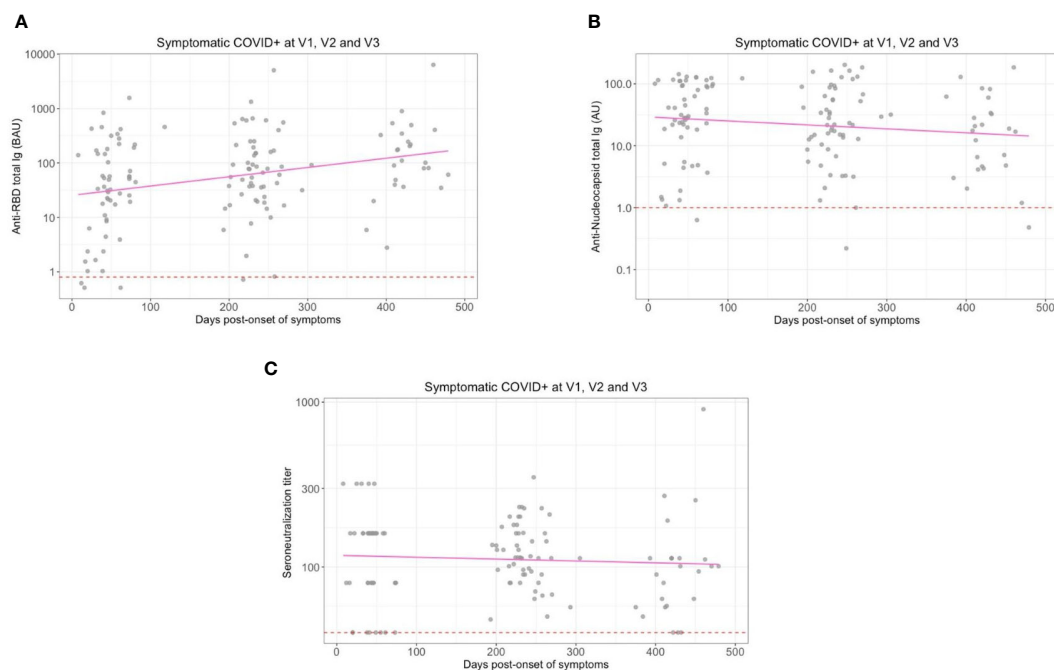 A
Symptomatic COVID+ at V1, V2 and V3
10000
1000
100
10
1
Anti-RBD total Ig (BAU)
0 100 200 300 400 500
Days post-onset of symptoms
B
Symptomatic COVID+ at V1, V2 and V3
100.0
10.0
1.0
0.1
Anti-Nucleocapsid total Ig (AU)
0 100 200 300 400 500
Days post-onset of symptoms
C
Symptomatic COVID+ at V1, V2 and V3
1000
300
100
Seroneutralization titer
0 100 200 300 400 500
Days post-onset of symptoms